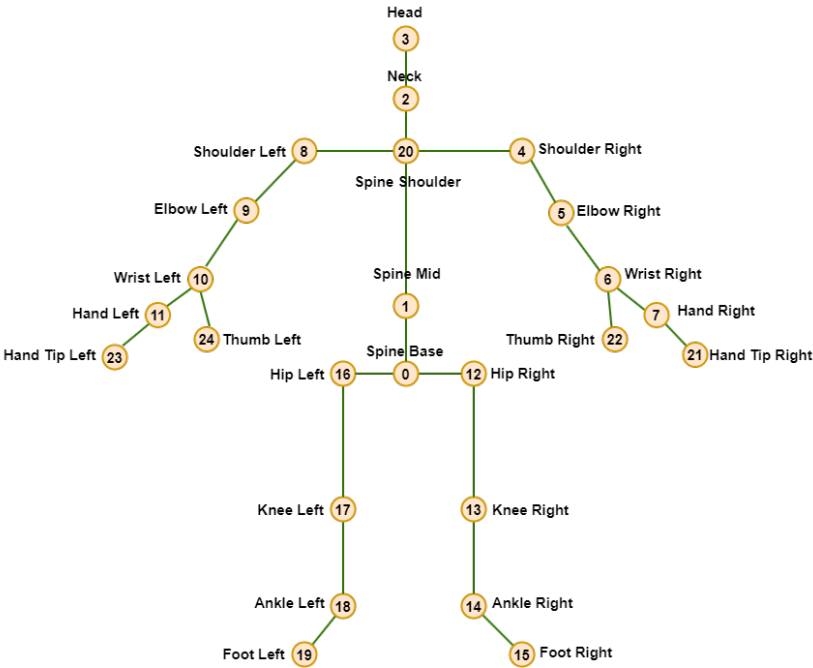 Head
3
Neck
2
Shoulder Left 8 20 4 Shoulder Right
Spine Shoulder
Elbow Left 9 5 Elbow Right
Spine Mid
Wrist Left 10 6 Wrist Right
1
Hand Left 11 7 Hand Right
24 Thumb Left Thumb Right 22
Hand Tip Left 23 21 Hand Tip Right
Spine Base
Hip Left 16 0 12 Hip Right
Knee Left 17 13 Knee Right
Ankle Left 18 14 Ankle Right
Foot Left 19 15 Foot Right